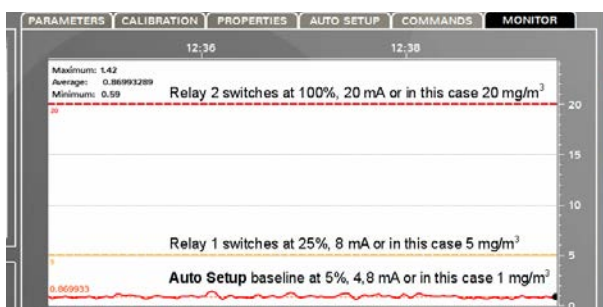 PARAMETERS CALIBRATION PROPERTIES AUTO SETUP COMMANDS MONITOR
12:36 12:38
Maximum: 1.42
Average: 0.86993289
Minimum: 0.59
Relay 2 switches at 100%, 20 mA or in this case 20 mg/m³
20
20
15
10
Relay 1 switches at 25%, 8 mA or in this case 5 mg/m³
5
5
Auto Setup baseline at 5%, 4,8 mA or in this case 1 mg/m³
0.869933
0